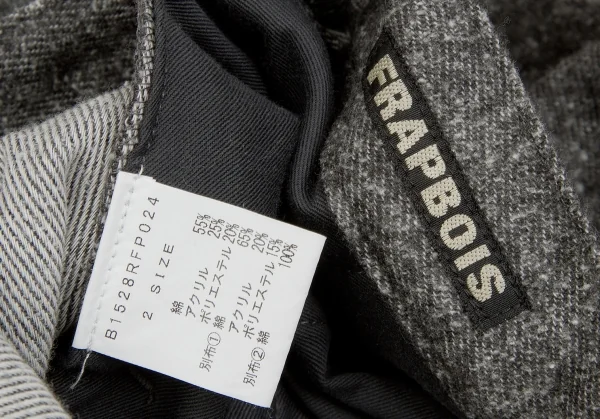 B1528RFP024
2 SIZE
綿 55%
アクリル 25%
ポリエステル 20%
別布① 綿 65%
アクリル 20%
ポリエステル 15%
別布② 綿 100%
FRAPBOIS